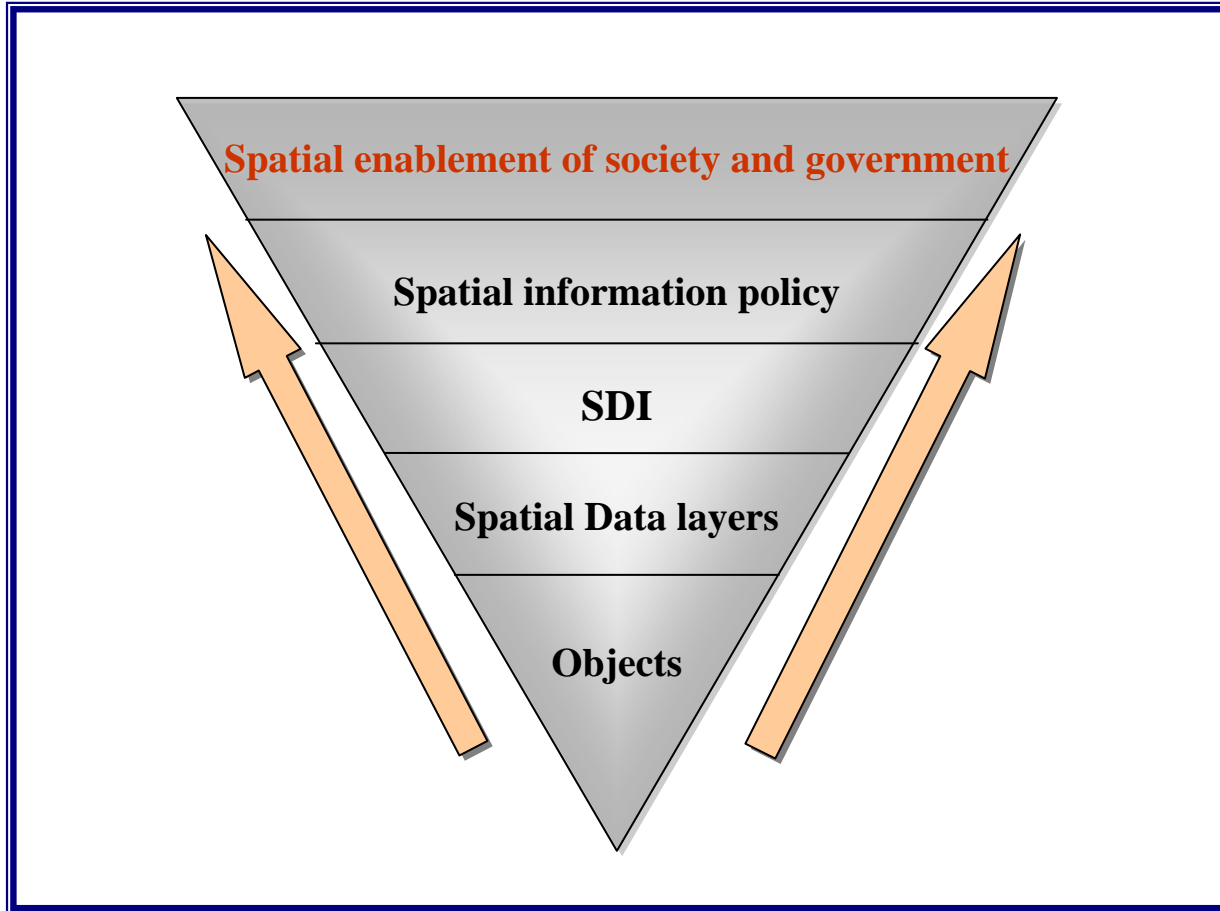 Spatial enablement of society and government
Spatial information policy
SDI
Spatial Data layers
Objects